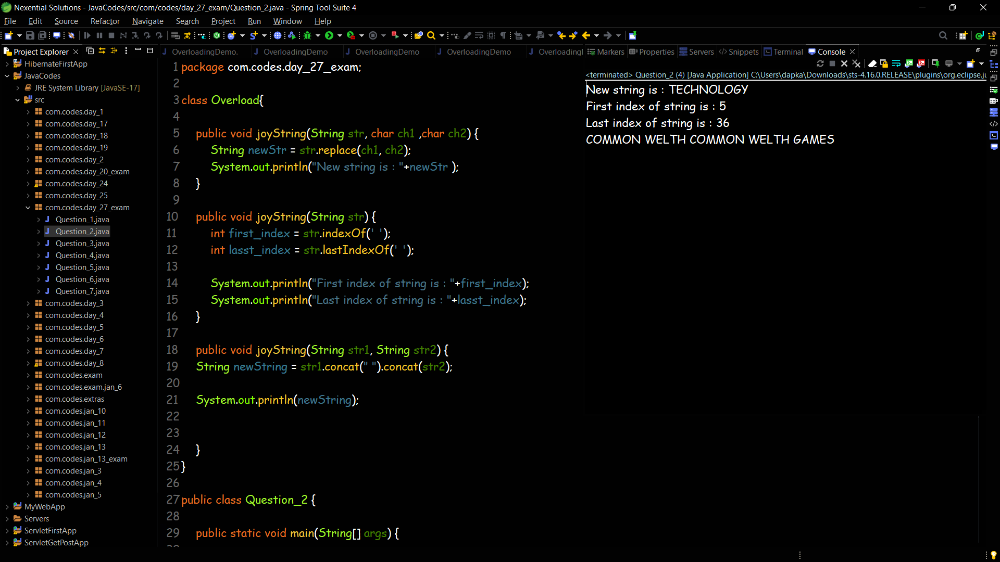 Nexential Solutions - JavaCodes/src/com/codes/day_27_exam/Question_2.java - Spring Tool Suite 4
File Edit Source Refactor Navigate Search Project Run Window Help
Project Explorer
HibernateFirstApp
JavaCodes
JRE System Library [JavaSE-17]
src
com.codes.day_1
com.codes.day_17
com.codes.day_18
com.codes.day_19
com.codes.day_2
com.codes.day_20_exam
com.codes.day_24
com.codes.day_25
com.codes.day_27_exam
Question_1.java
Question_2.java
Question_3.java
Question_4.java
Question_5.java
Question_6.java
Question_7.java
com.codes.day_3
com.codes.day_4
com.codes.day_5
com.codes.day_6
com.codes.day_7
com.codes.day_8
com.codes.exam
com.codes.exam.jan_6
com.codes.extras
com.codes.jan_10
com.codes.jan_11
com.codes.jan_12
com.codes.jan_13
com.codes.jan_13_exam
com.codes.jan_3
com.codes.jan_4
com.codes.jan_5
MyWebApp
Servers
ServletFirstApp
ServletGetPostApp
OverloadingDemo. OverloadingDemo OverloadingDemo OverloadingDemo Overloadingl
1 package com.codes.day_27_exam;
2
3 class Overload{
4
5 public void joyString(String str, char ch1 ,char ch2) {
6 String newStr = str.replace(ch1, ch2);
7 System.out.println("New string is : "+newStr );
8 }
9
10 public void joyString(String str) {
11 int first_index = str.indexOf(' ');
12 int lasst_index = str.lastIndexOf(' ');
13
14 System.out.println("First index of string is : "+first_index);
15 System.out.println("Last index of string is : "+lasst_index);
16 }
17
18 public void joyString(String str1, String str2) {
19 String newString = str1.concat(" ").concat(str2);
20
21 System.out.println(newString);
22
23
24 }
25 }
26
27 public class Question_2 {
28
29 public static void main(String[] args) {
Markers Properties Servers Snippets Terminal Console
<terminated> Question_2 (4) [Java Application] C:\Users\dapka\Downloads\sts-4.16.0.RELEASE\plugins\org.eclipse.ju
New string is : TECHNOLOGY
First index of string is : 5
Last index of string is : 36
COMMON WELTH COMMON WELTH GAMES